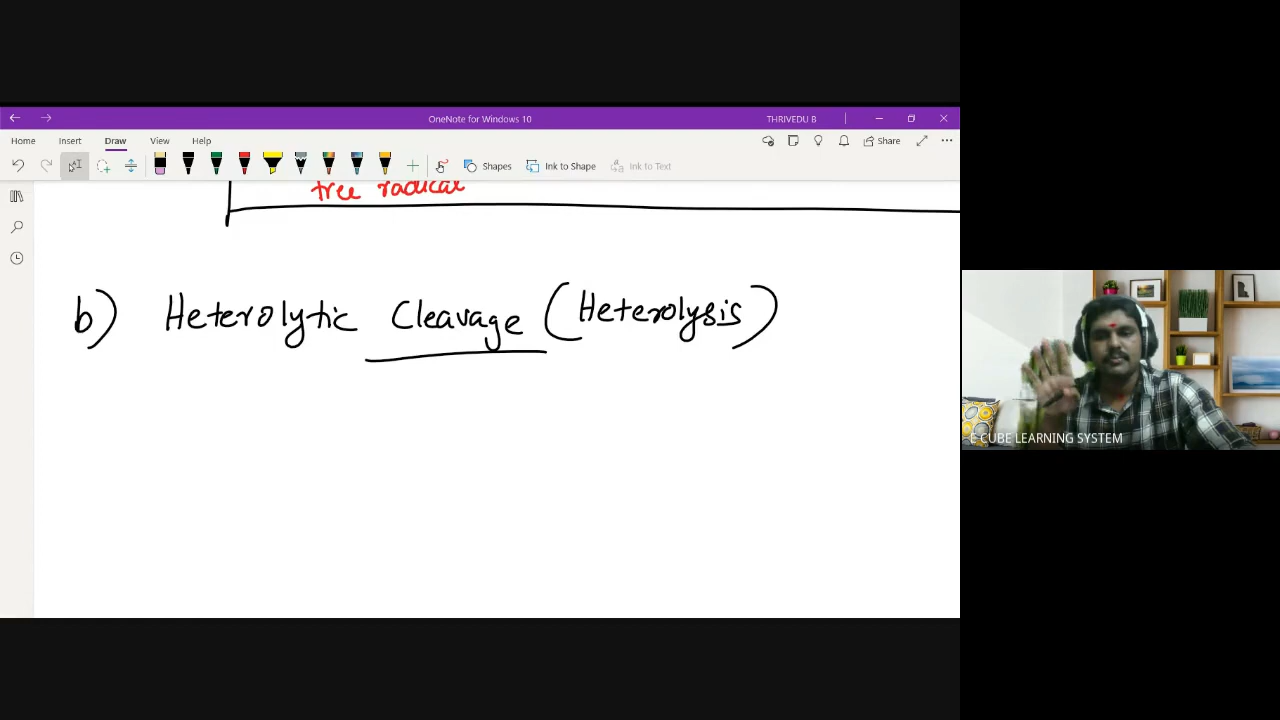 OneNote for Windows 10
THRIVEDU B
Home Insert Draw View Help
Share
Shapes Ink to Shape Ink to Text
free radical
b) Heterolytic Cleavage (Heterolysis)
E CUBE LEARNING SYSTEM